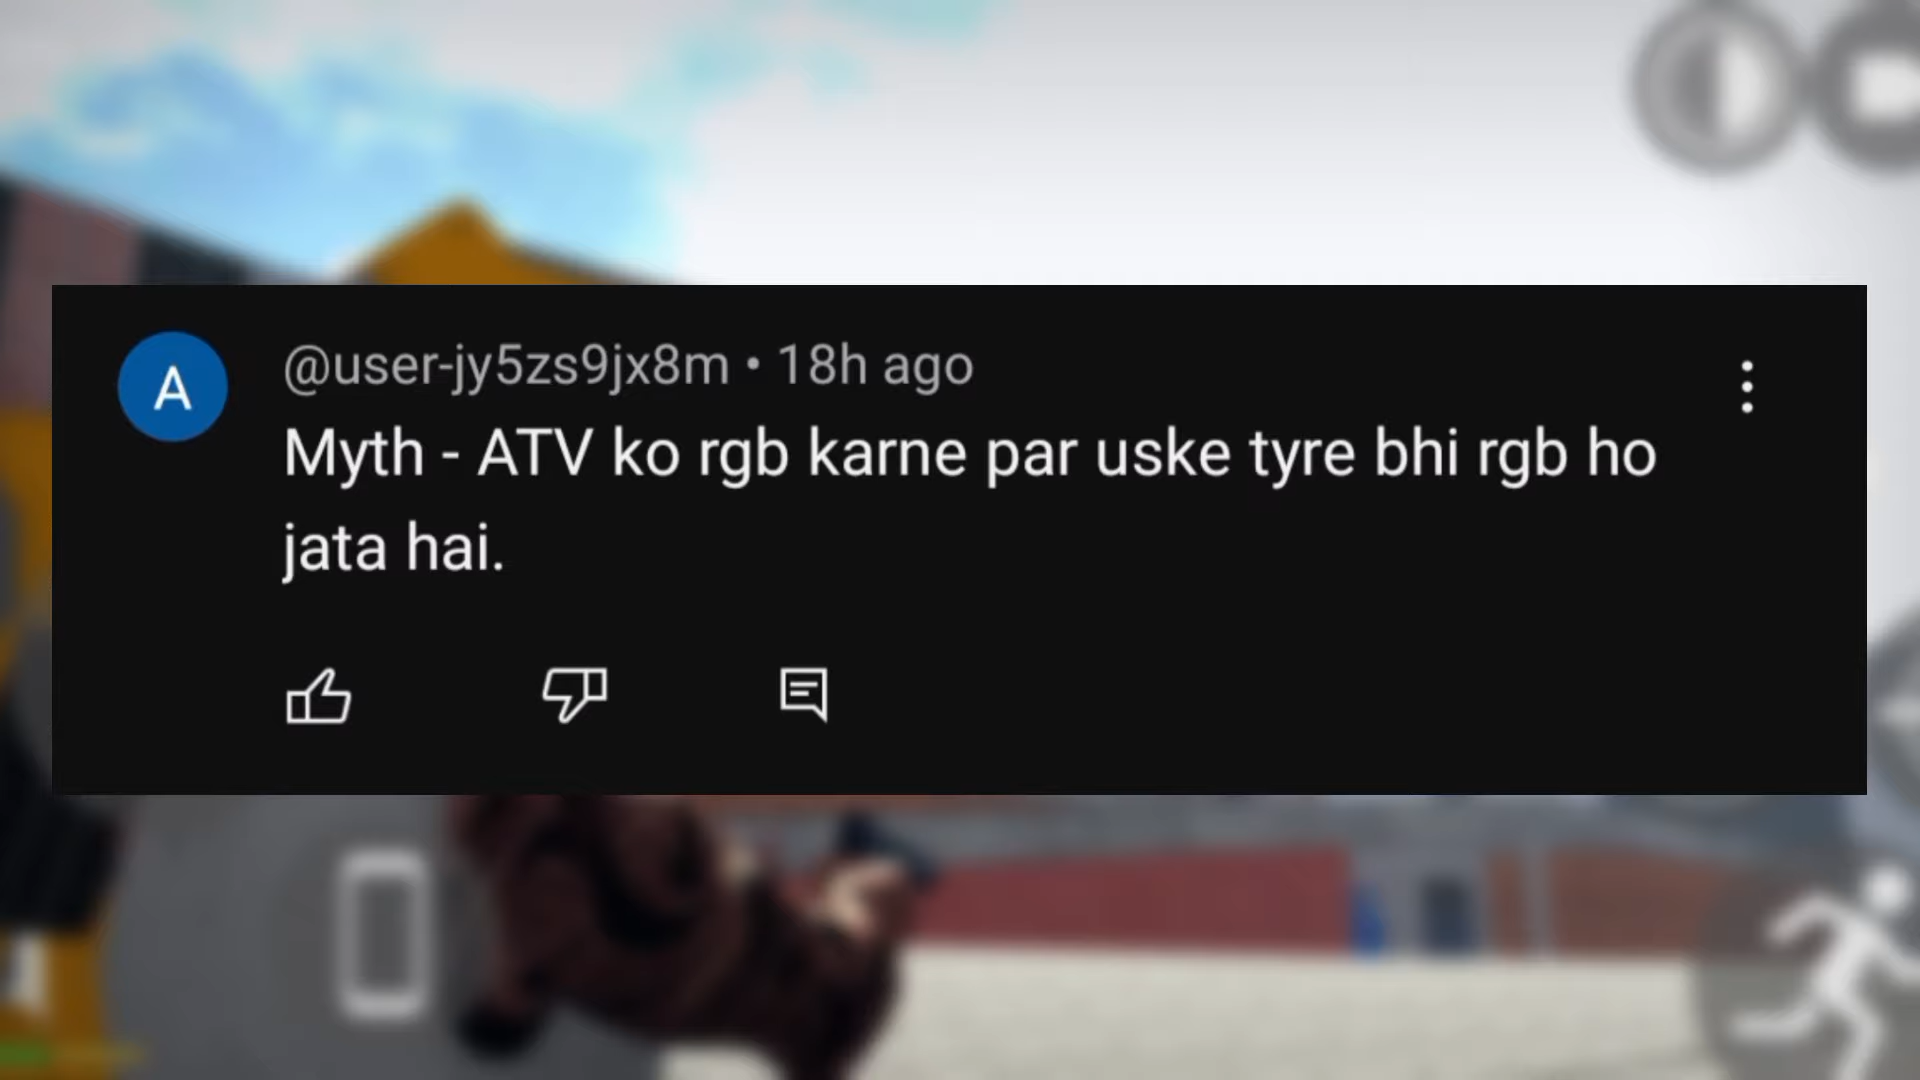 A
@user-jy5zs9jx8m • 18h ago
Myth - ATV ko rgb karne par uske tyre bhi rgb ho
jata hai.